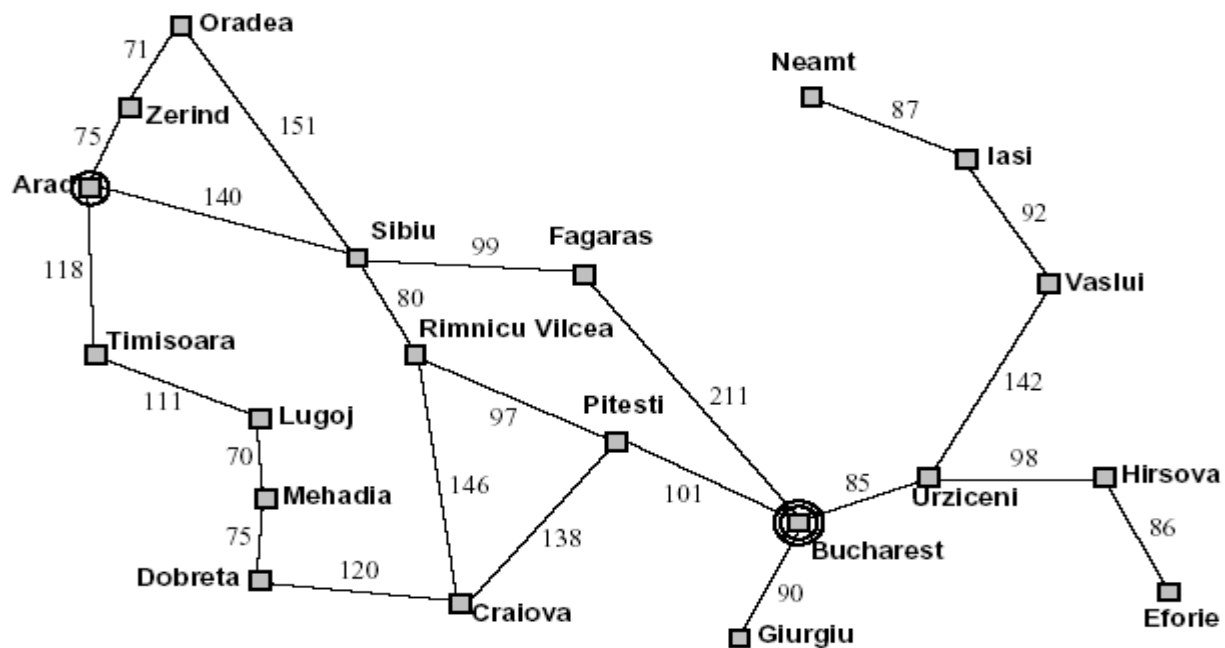 Oradea
71
Neamt
Zerind
87
75
151
Iasi
Arad
140
92
Sibiu
Fagaras
99
118
80
Vaslui
Rimnicu Vilcea
Timisoara
142
111
211
Lugoj
97
Pitesti
70
98
Hirsova
146
85
Mehadia
101
Urziceni
86
75
138
Bucharest
Dobreta
120
90
Craiova
Giurgiu
Eforie